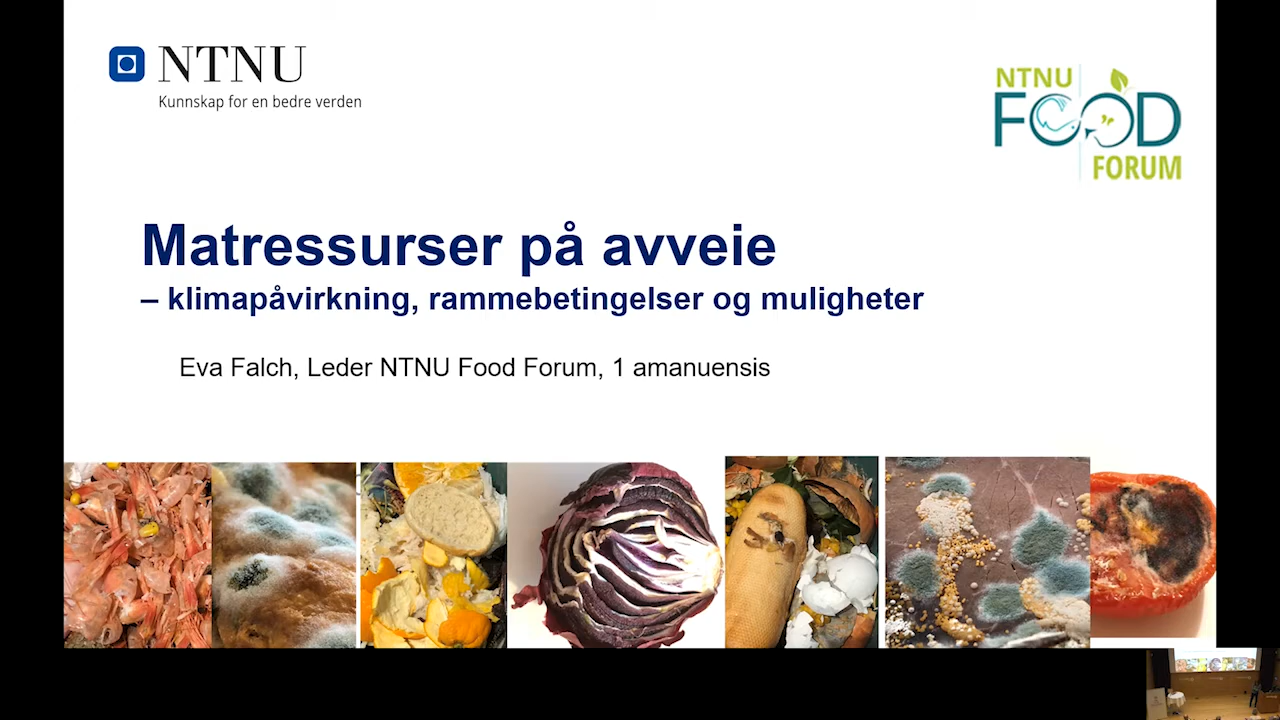 NTNU
Kunnskap for en bedre verden
NTNU
FOOD
FORUM
Matressurser på avveie
– klimapåvirkning, rammebetingelser og muligheter
Eva Falch, Leder NTNU Food Forum, 1 amanuensis